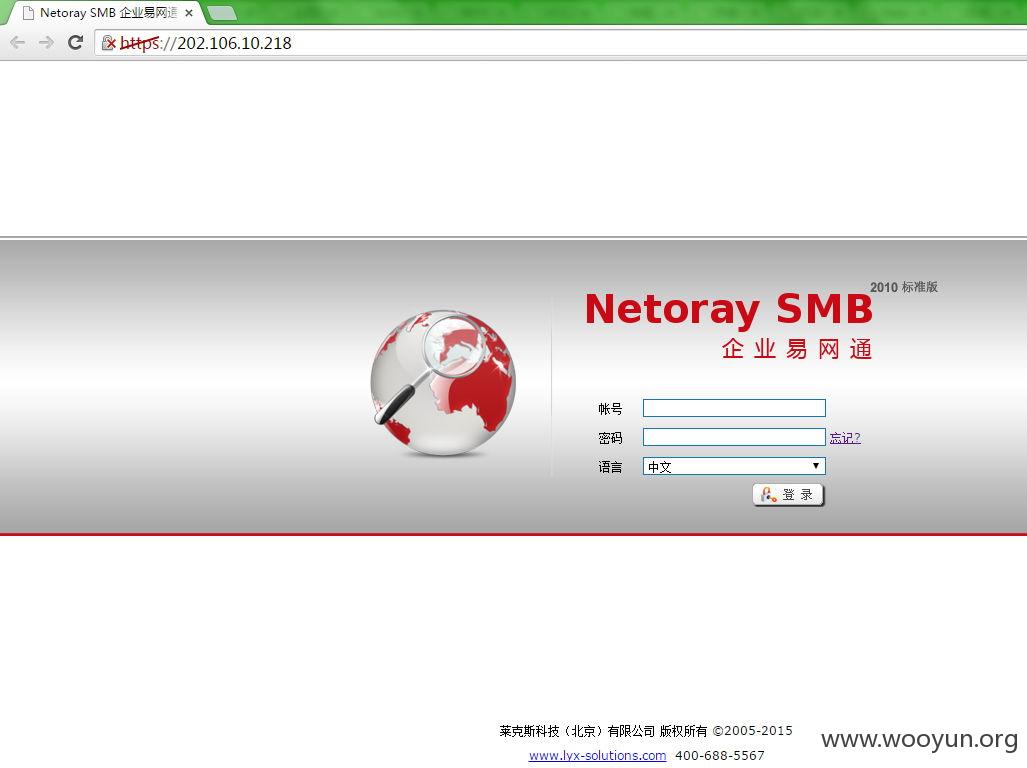 Netoray SMB 企业易网通
https://202.106.10.218
2010 标准版
Netoray SMB
企业易网通
帐号
密码 忘记?
语言 中文
登 录
莱克斯科技（北京）有限公司 版权所有 ©2005-2015
www.lyx-solutions.com 400-688-5567
www.wooyun.org